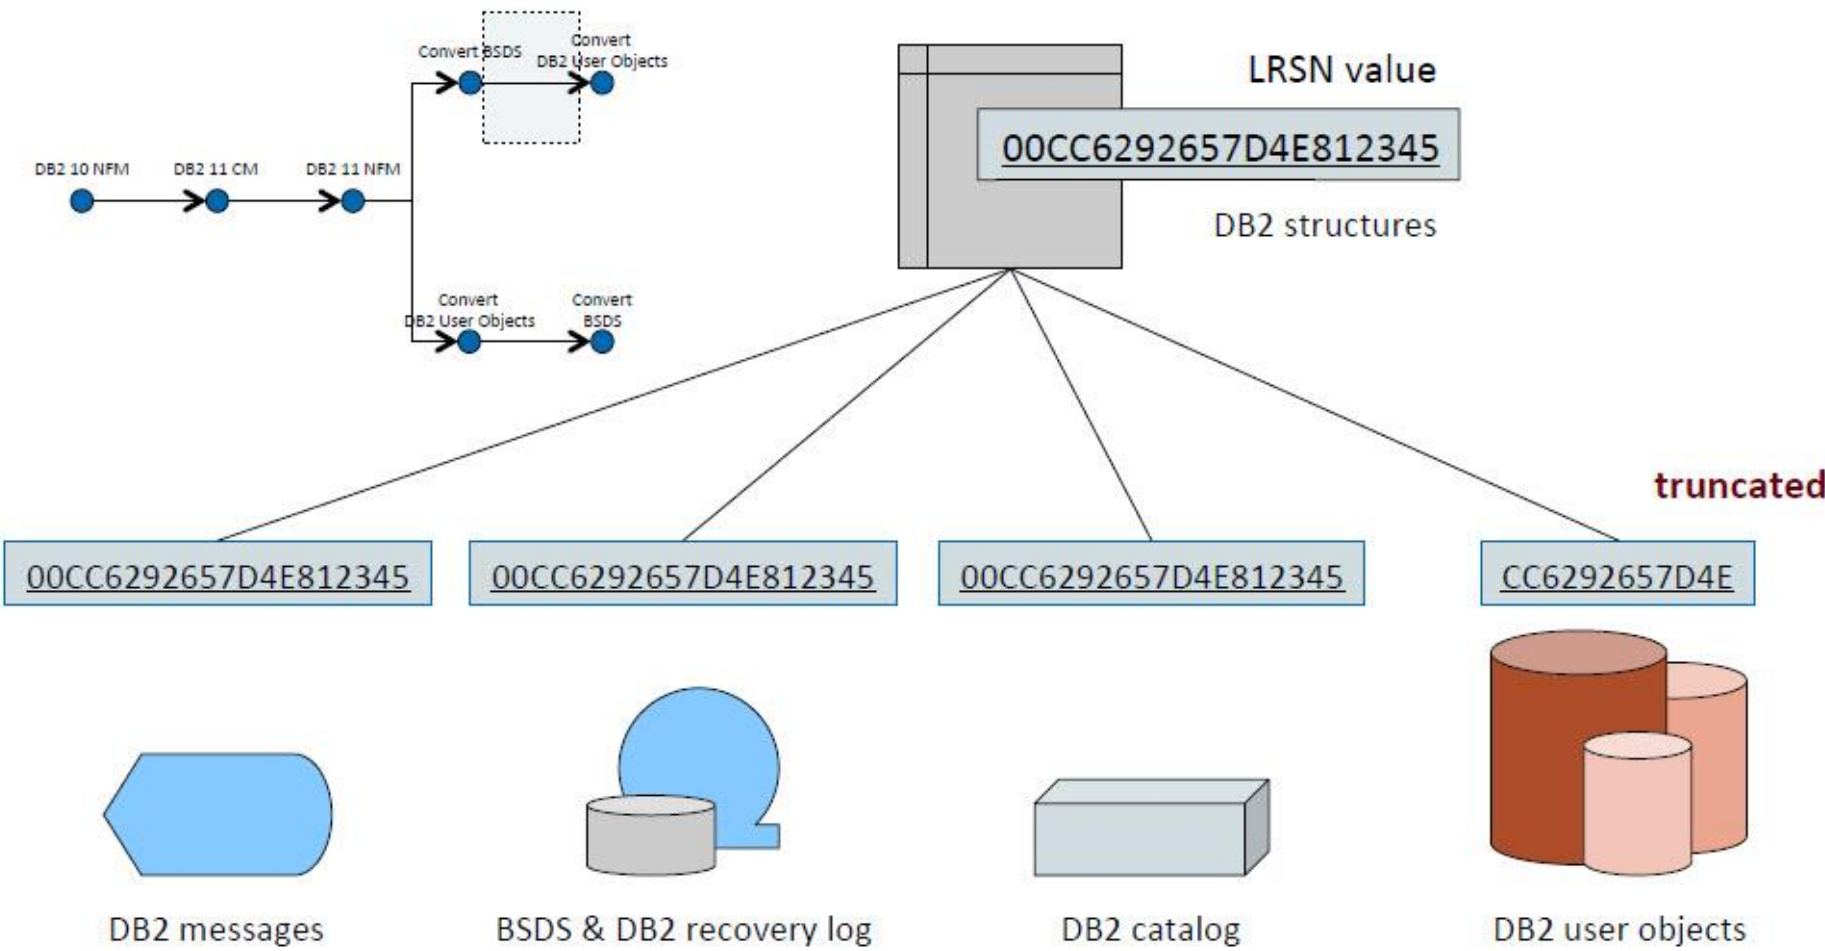 Convert BSDS
Convert
DB2 User Objects
DB2 10 NFM
DB2 11 CM
DB2 11 NFM
Convert
DB2 User Objects
Convert
BSDS
LRSN value
00CC6292657D4E812345
DB2 structures
truncated
00CC6292657D4E812345
00CC6292657D4E812345
00CC6292657D4E812345
CC6292657D4E
DB2 messages
BSDS & DB2 recovery log
DB2 catalog
DB2 user objects